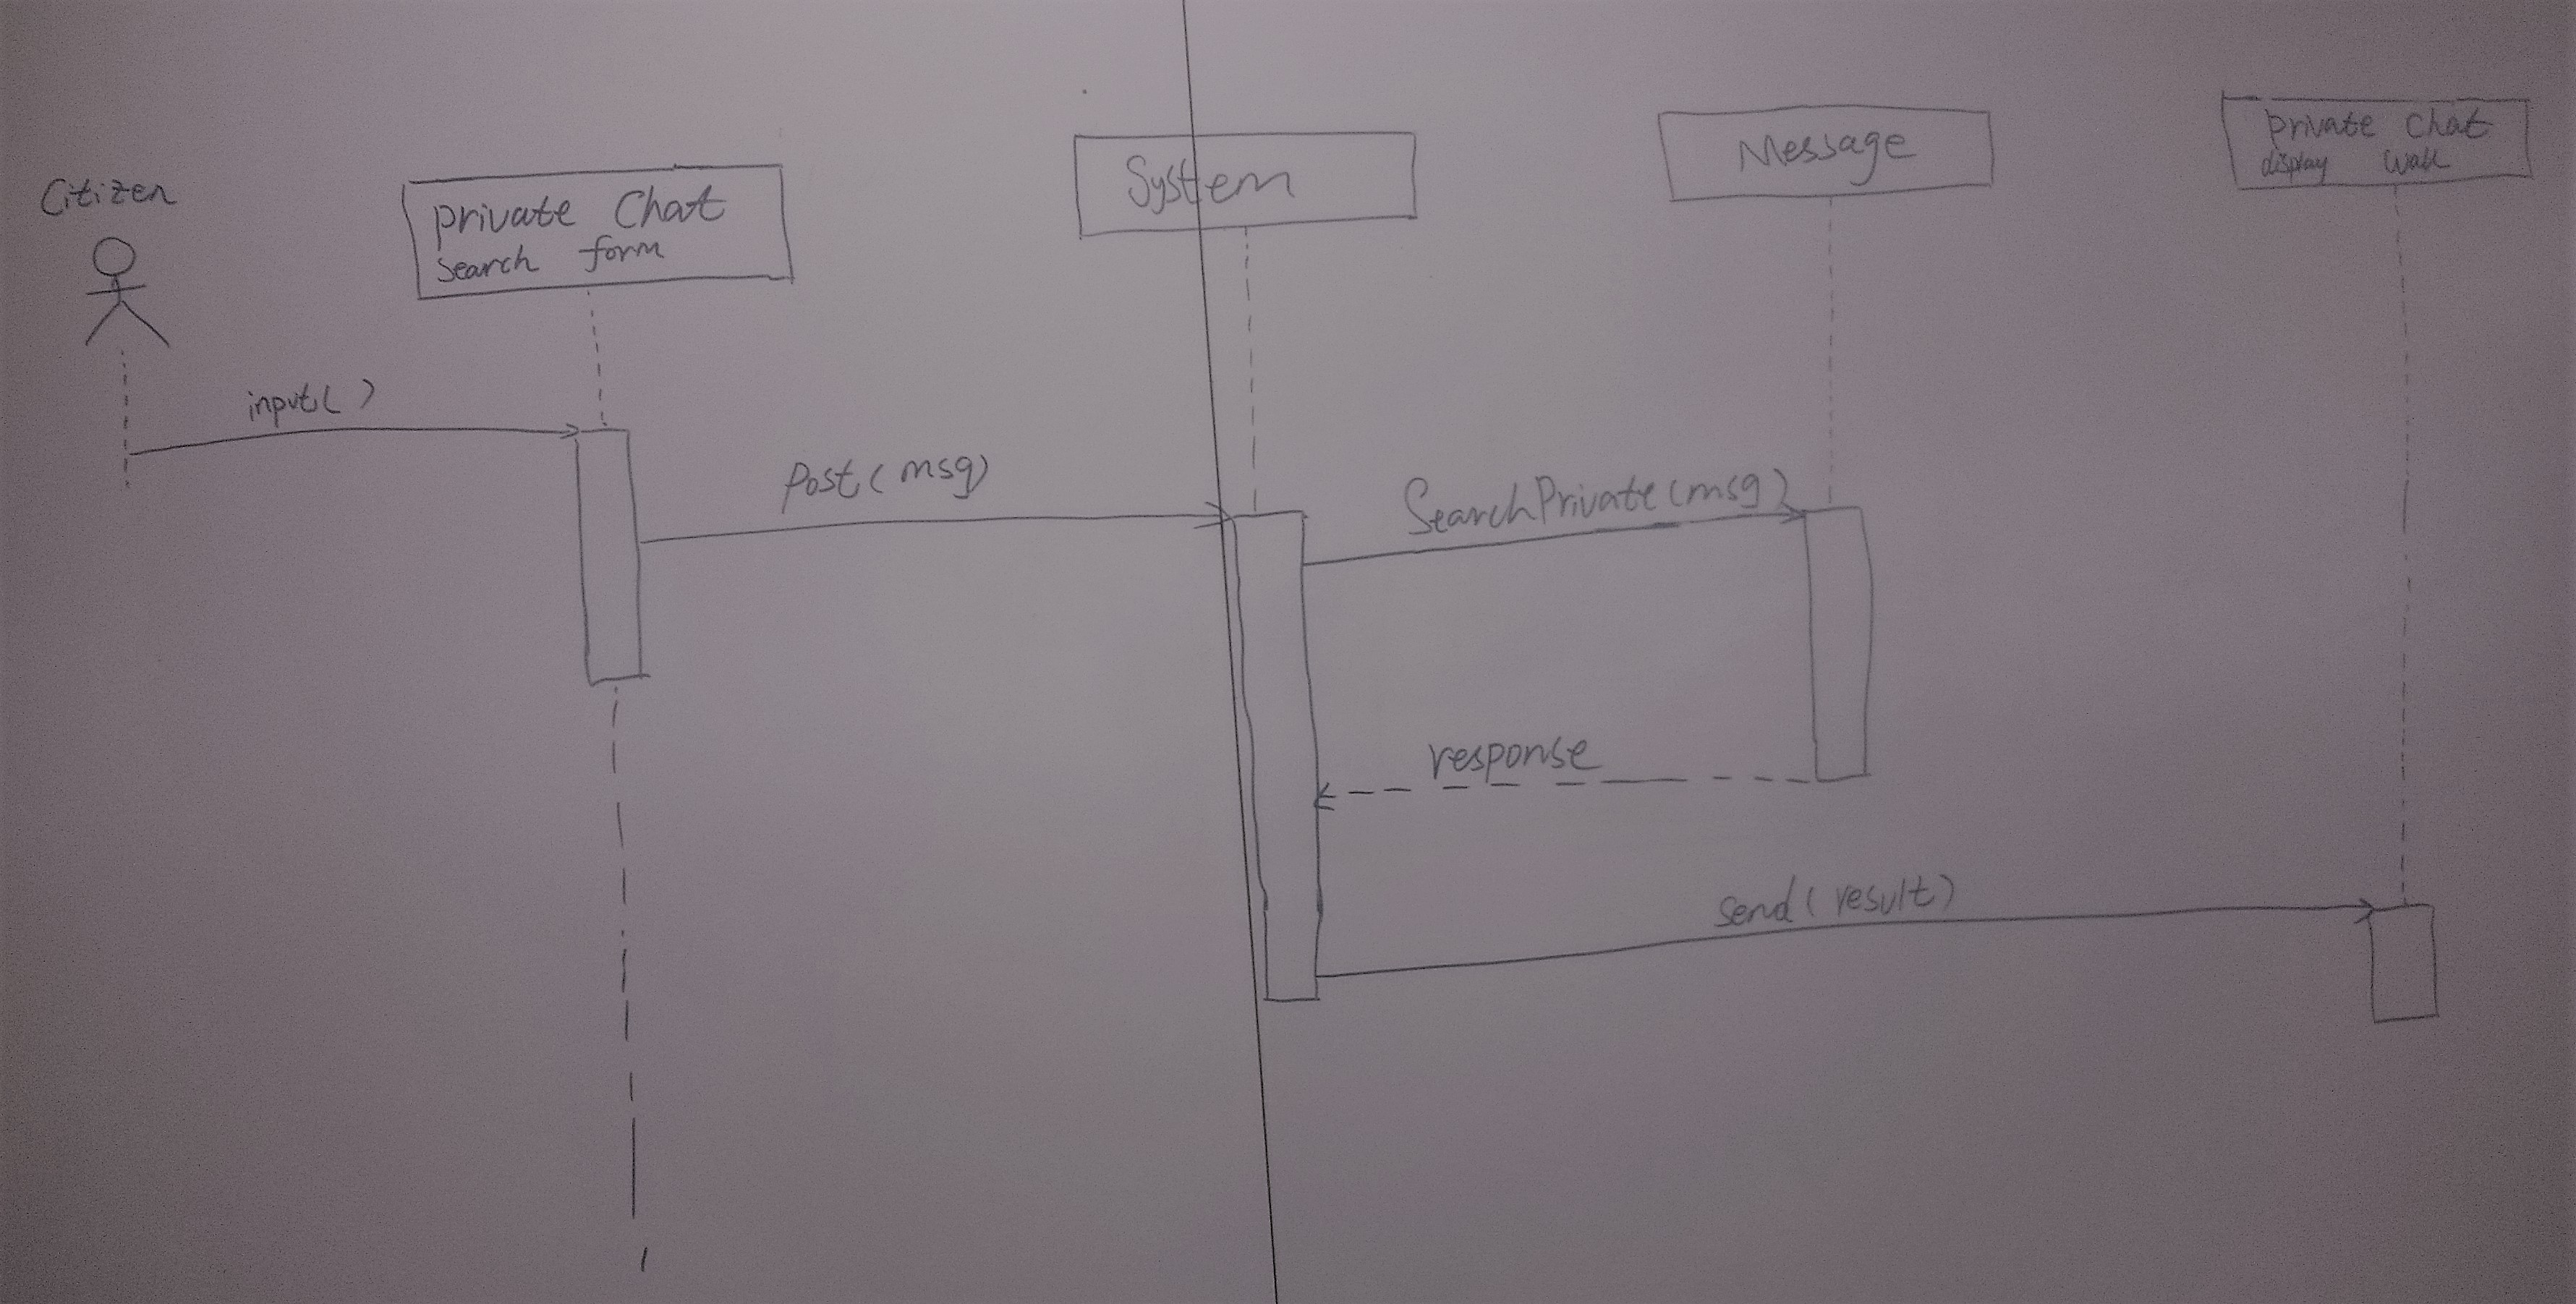 Citizen
private Chat
search form
System
Message
private chat
display wall
input( )
Post(msg)
SearchPrivate(msg)
response
send(result)